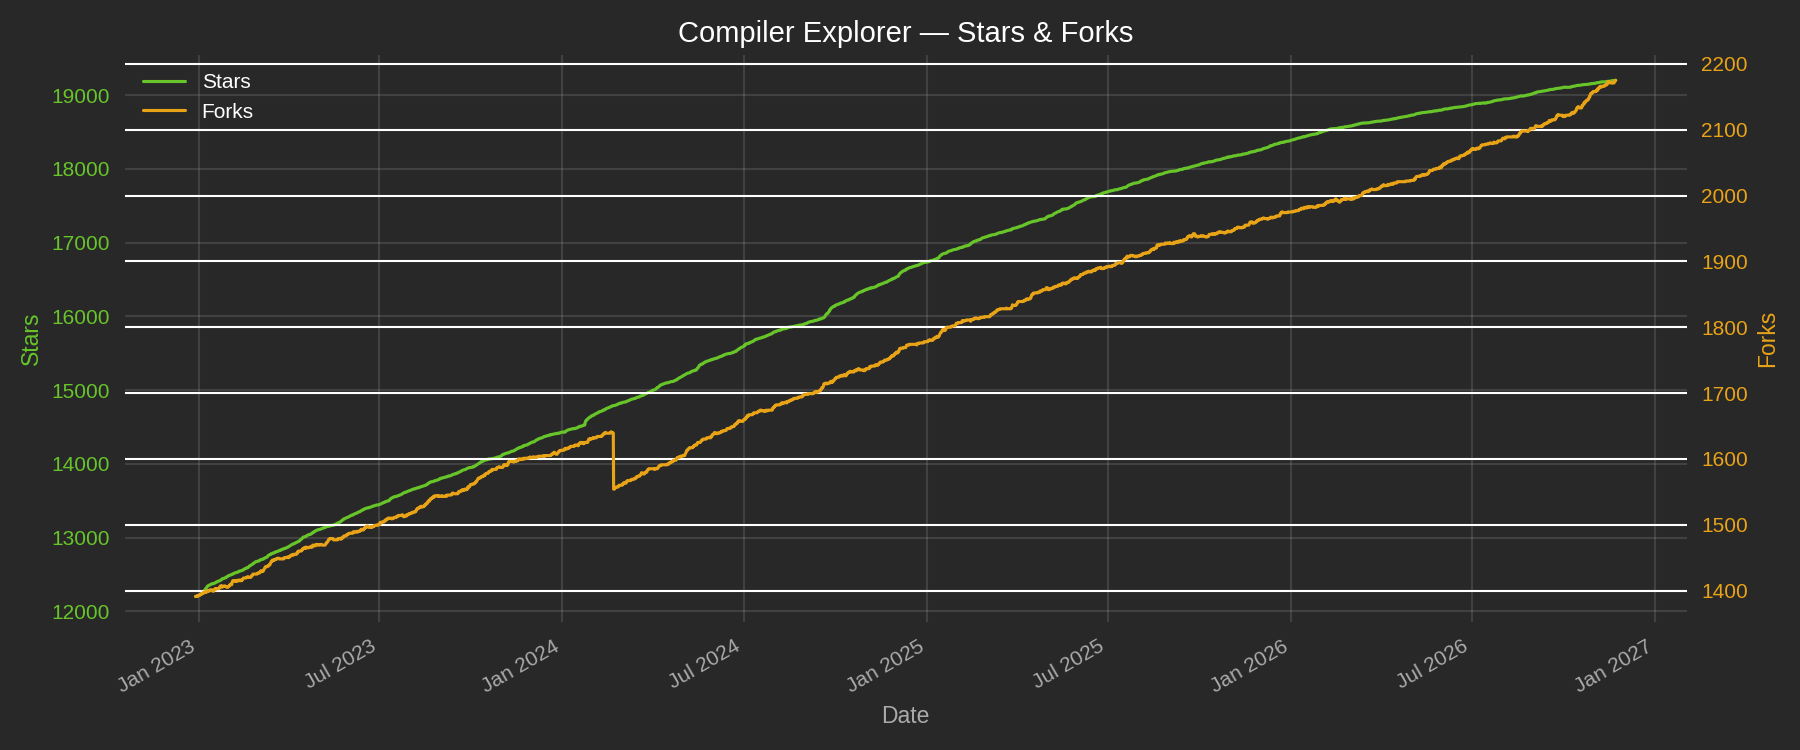 Compiler Explorer — Stars & Forks
Stars
Forks
19000
18000
17000
16000
15000
14000
13000
12000
Stars
2200
2100
2000
1900
1800
1700
1600
1500
1400
Forks
Jan 2023
Jul 2023
Jan 2024
Jul 2024
Jan 2025
Jul 2025
Jan 2026
Jul 2026
Jan 2027
Date